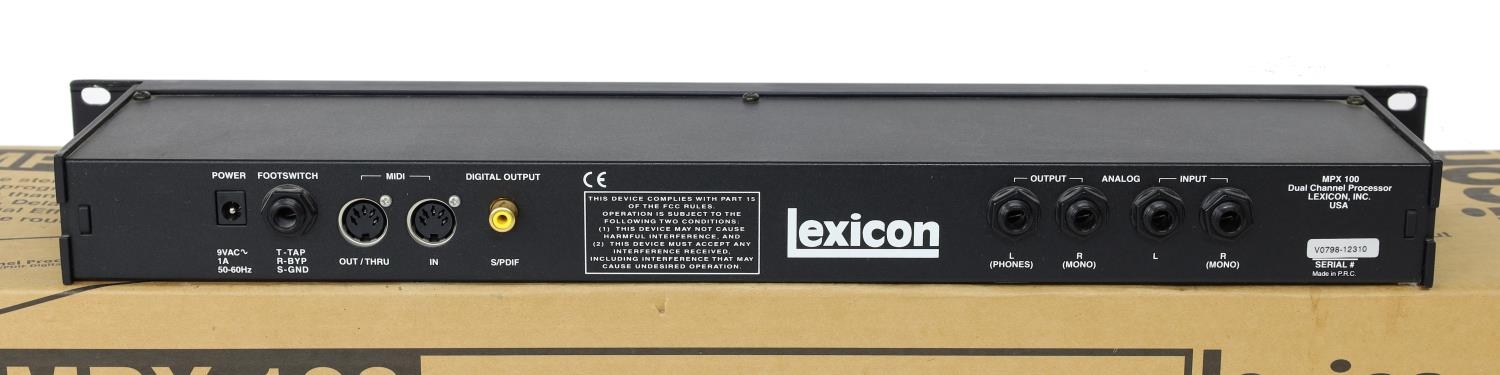 POWER
9VAC~
1A
50-60Hz
FOOTSWITCH
T-TAP
R-BYP
S-GND
MIDI
OUT / THRU
IN
DIGITAL OUTPUT
S/PDIF
CE
THIS DEVICE COMPLIES WITH PART 15
OF THE FCC RULES.
OPERATION IS SUBJECT TO THE
FOLLOWING TWO CONDITIONS:
(1) THIS DEVICE MAY NOT CAUSE
HARMFUL INTERFERENCE, AND
(2) THIS DEVICE MUST ACCEPT ANY
INTERFERENCE RECEIVED,
INCLUDING INTERFERENCE THAT MAY
CAUSE UNDESIRED OPERATION.
Lexicon
OUTPUT ANALOG INPUT
L
(PHONES)
R
(MONO)
L
R
(MONO)
MPX 100
Dual Channel Processor
LEXICON, INC.
USA
V0798-12310
SERIAL #
Made in P.R.C.
MPX 100
Lexico